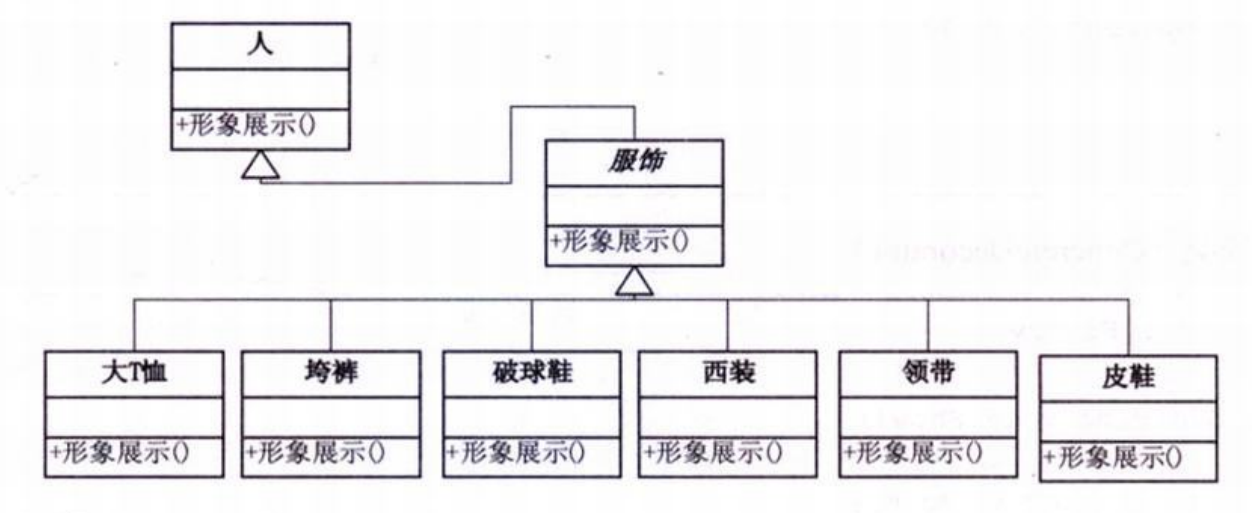 人
+形象展示()
服饰
+形象展示()
大T恤
垮裤
破球鞋
西装
领带
皮鞋
+形象展示()
+形象展示()
+形象展示()
+形象展示()
+形象展示()
+形象展示()